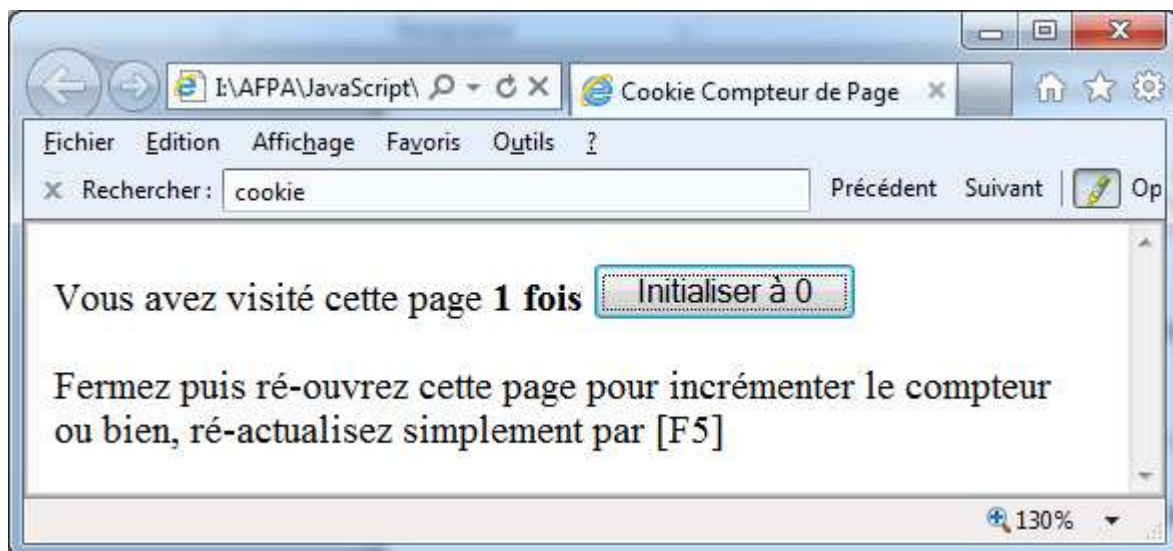 I:\AFPA\JavaScript\
Cookie Compteur de Page
Fichier Edition Affichage Favoris Outils ?
Rechercher : cookie Précédent Suivant Op
Vous avez visité cette page 1 fois Initialiser à 0
Fermez puis ré-ouvrez cette page pour incrémenter le compteur
ou bien, ré-actualisez simplement par [F5]
130%